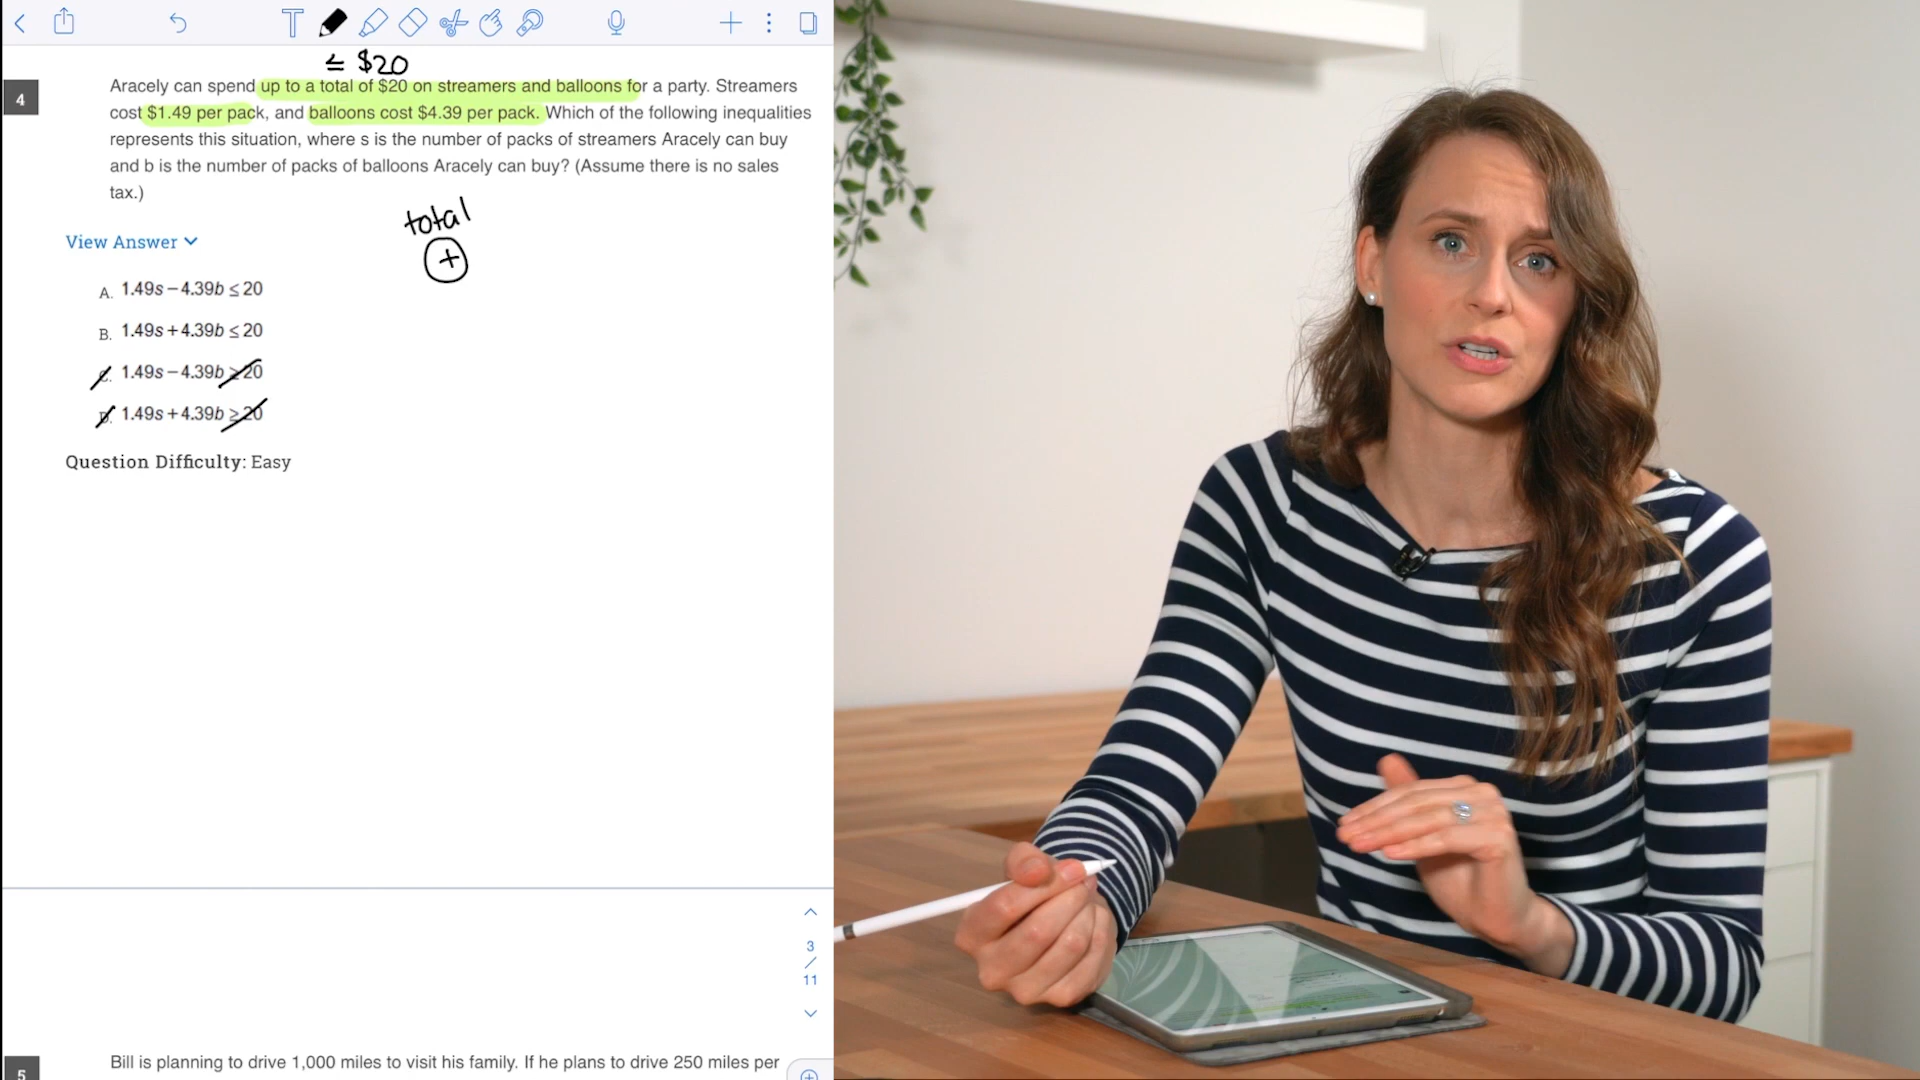 ≤ $20
4
Aracely can spend up to a total of $20 on streamers and balloons for a party. Streamers
cost $1.49 per pack, and balloons cost $4.39 per pack. Which of the following inequalities
represents this situation, where s is the number of packs of streamers Aracely can buy
and b is the number of packs of balloons Aracely can buy? (Assume there is no sales
tax.)
total
+
View Answer
A. 1.49s−4.39b ≤ 20
B. 1.49s+4.39b ≤ 20
C. 1.49s−4.39b ≥ 20
D. 1.49s+4.39b ≥ 20
Question Difficulty: Easy
3
/
11
5
Bill is planning to drive 1,000 miles to visit his family. If he plans to drive 250 miles per